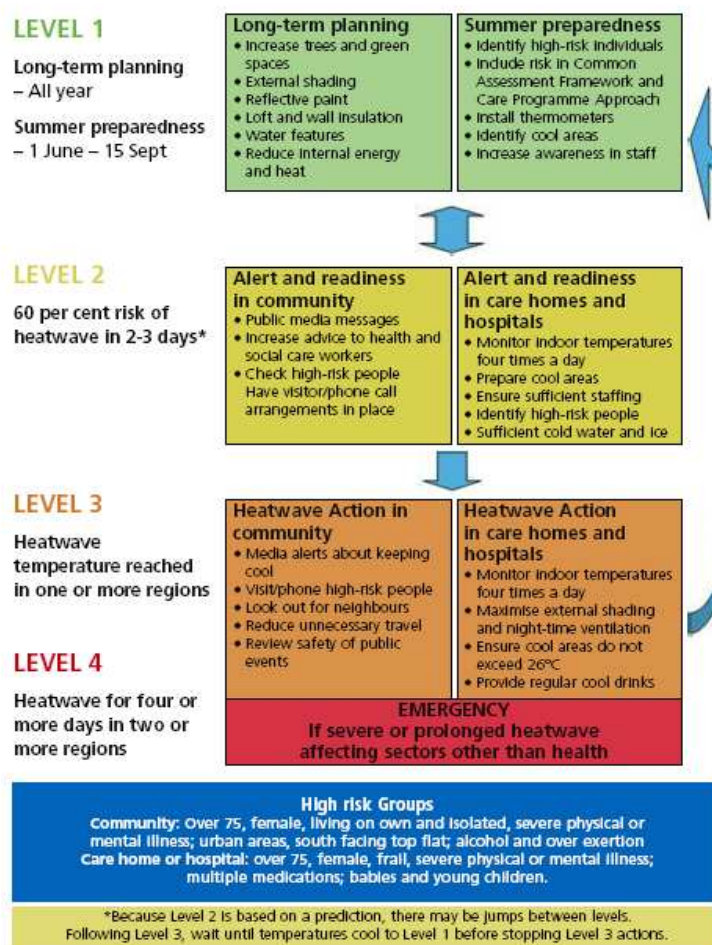 LEVEL 1
Long-term planning
– All year
Summer preparedness
– 1 June – 15 Sept
Long-term planning
• Increase trees and green
spaces
• External shading
• Reflective paint
• Loft and wall insulation
• Water features
• Reduce internal energy
and heat
Summer preparedness
• Identify high-risk individuals
• Include risk in Common
Assessment Framework and
Care Programme Approach
• Install thermometers
• Identify cool areas
• Increase awareness in staff
LEVEL 2
60 per cent risk of
heatwave in 2-3 days*
Alert and readiness
in community
• Public media messages
• Increase advice to health and
social care workers
• Check high-risk people
Have visitor/phone call
arrangements in place
Alert and readiness
in care homes and
hospitals
• Monitor indoor temperatures
four times a day
• Prepare cool areas
• Ensure sufficient staffing
• Identify high-risk people
• Sufficient cold water and ice
LEVEL 3
Heatwave
temperature reached
in one or more regions
Heatwave Action in
community
• Media alerts about keeping
cool
• Visit/phone high-risk people
• Look out for neighbours
• Reduce unnecessary travel
• Review safety of public
events
Heatwave Action
in care homes and
hospitals
• Monitor indoor temperatures
four times a day
• Maximise external shading
and night-time ventilation
• Ensure cool areas do not
exceed 26ºC
• Provide regular cool drinks
LEVEL 4
Heatwave for four or
more days in two or
more regions
EMERGENCY
If severe or prolonged heatwave
affecting sectors other than health
High risk Groups
Community: Over 75, female, living on own and isolated, severe physical or
mental illness; urban areas, south facing top flat; alcohol and over exertion
Care home or hospital: over 75, female, frail, severe physical or mental illness;
multiple medications; babies and young children.
*Because Level 2 is based on a prediction, there may be jumps between levels.
Following Level 3, wait until temperatures cool to Level 1 before stopping Level 3 actions.